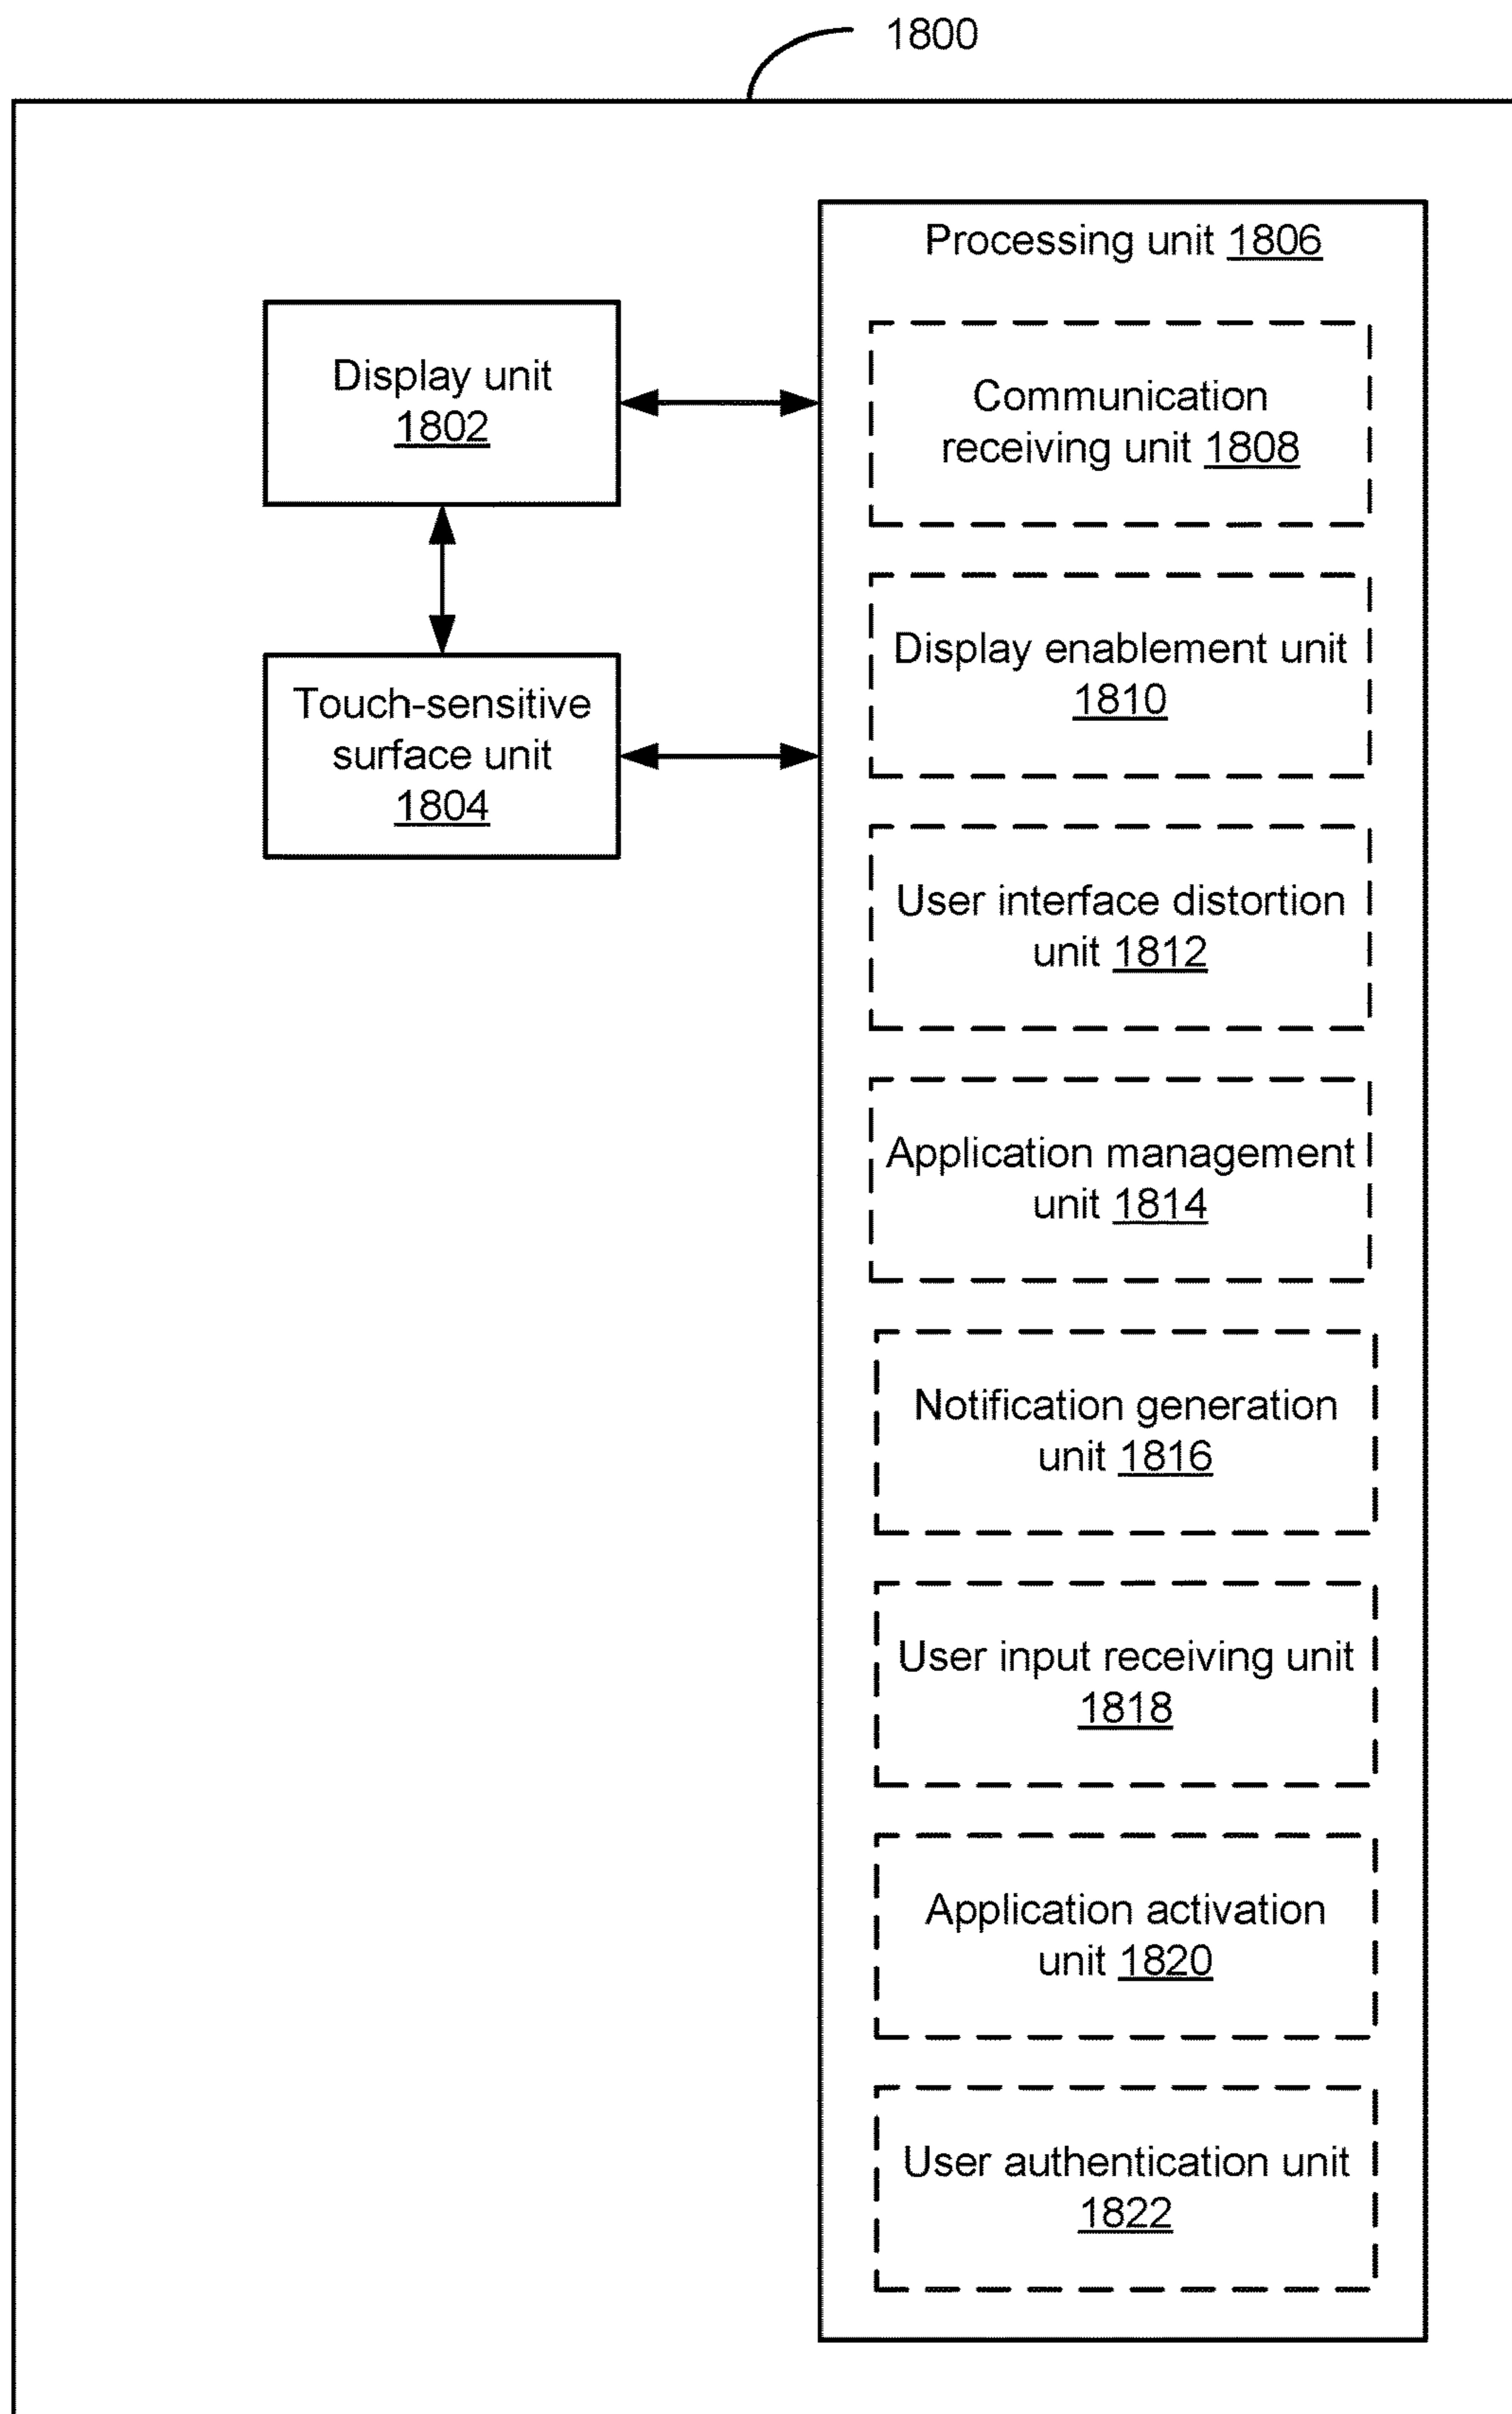 1800
Processing unit 1806
Display unit
1802
Touch-sensitive
surface unit
1804
Communication
receiving unit 1808
Display enablement unit
1810
User interface distortion
unit 1812
Application management
unit 1814
Notification generation
unit 1816
User input receiving unit
1818
Application activation
unit 1820
User authentication unit
1822